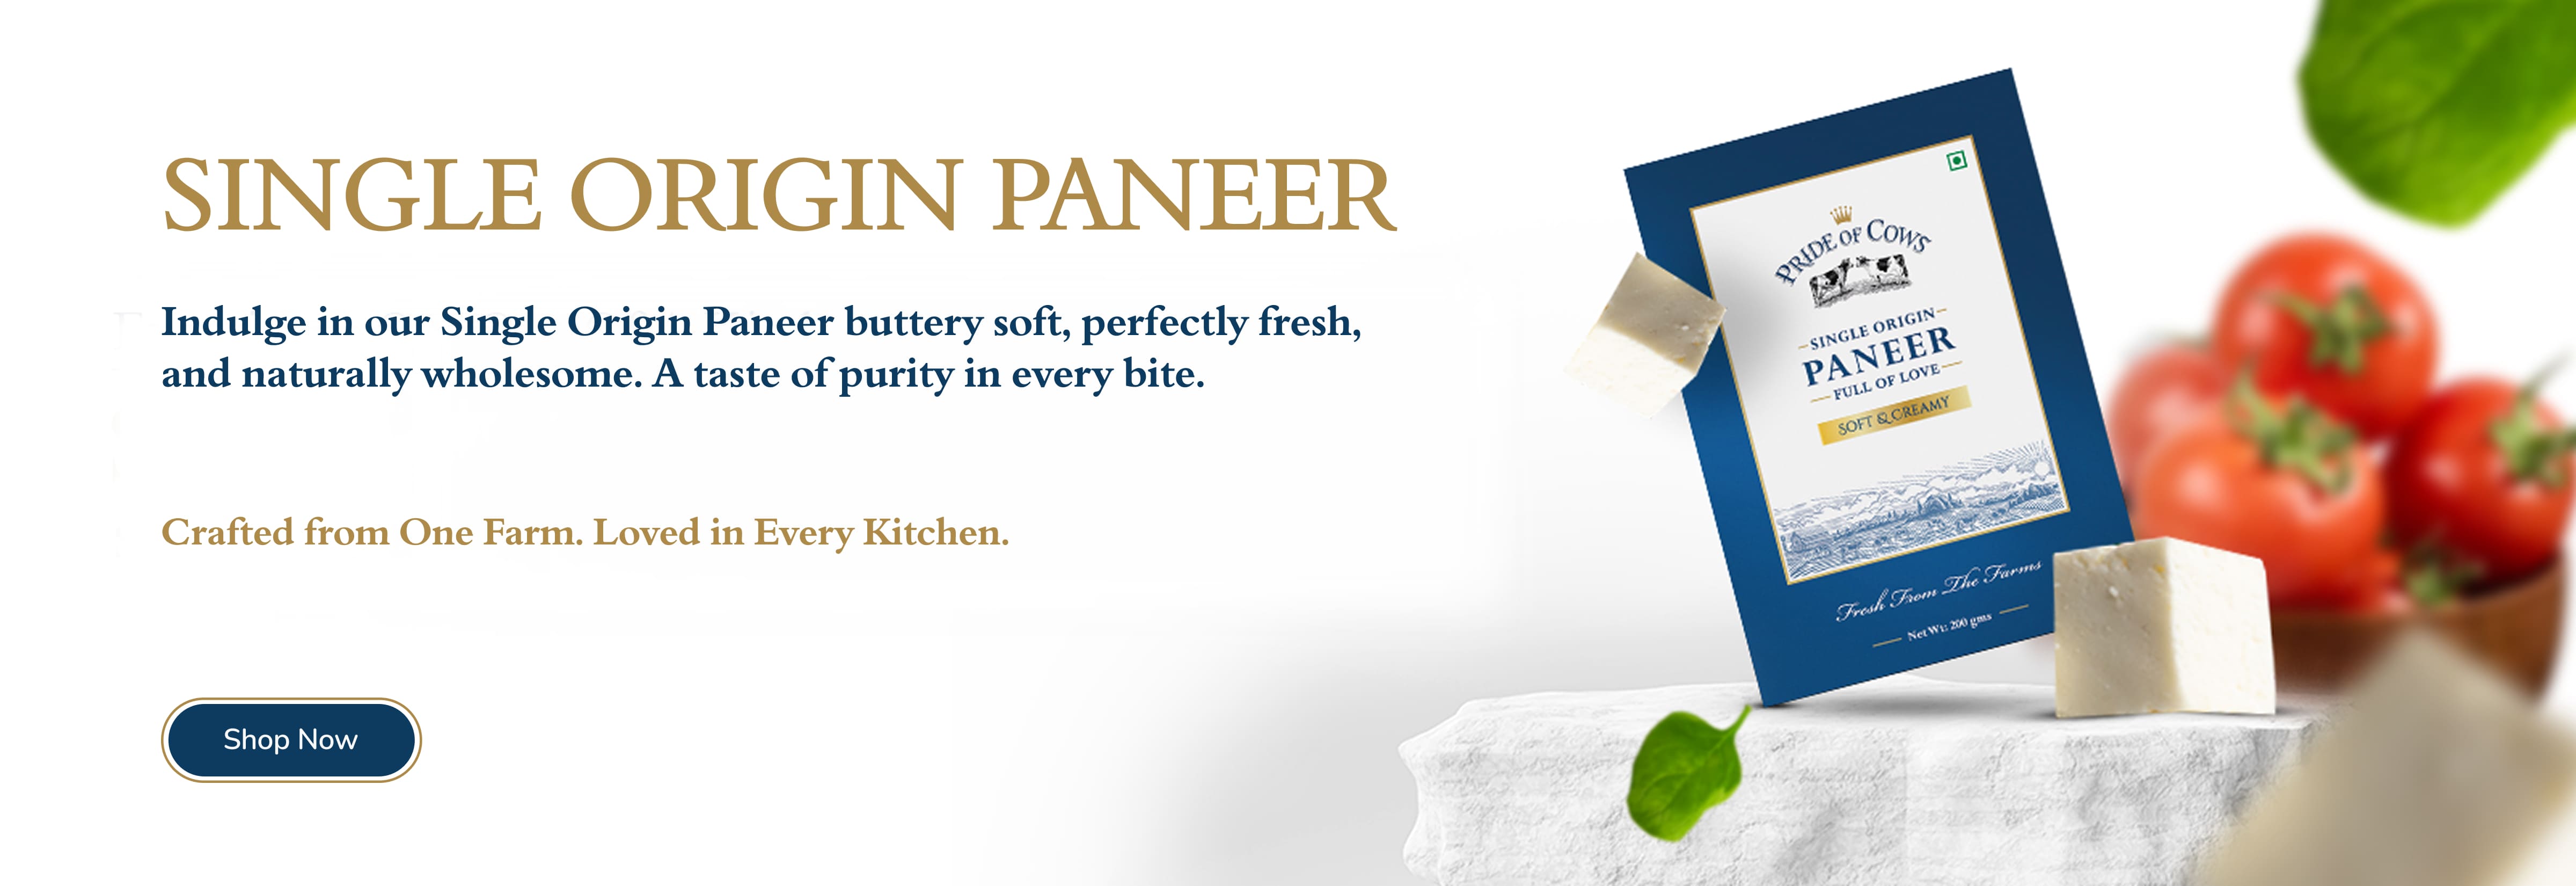 SINGLE ORIGIN PANEER
Indulge in our Single Origin Paneer buttery soft, perfectly fresh,
and naturally wholesome. A taste of purity in every bite.
Crafted from One Farm. Loved in Every Kitchen.
Shop Now
PRIDE OF COWS
SINGLE ORIGIN
PANEER
FULL OF LOVE
SOFT & CREAMY
Fresh From The Farms
Net Wt: 200 gms